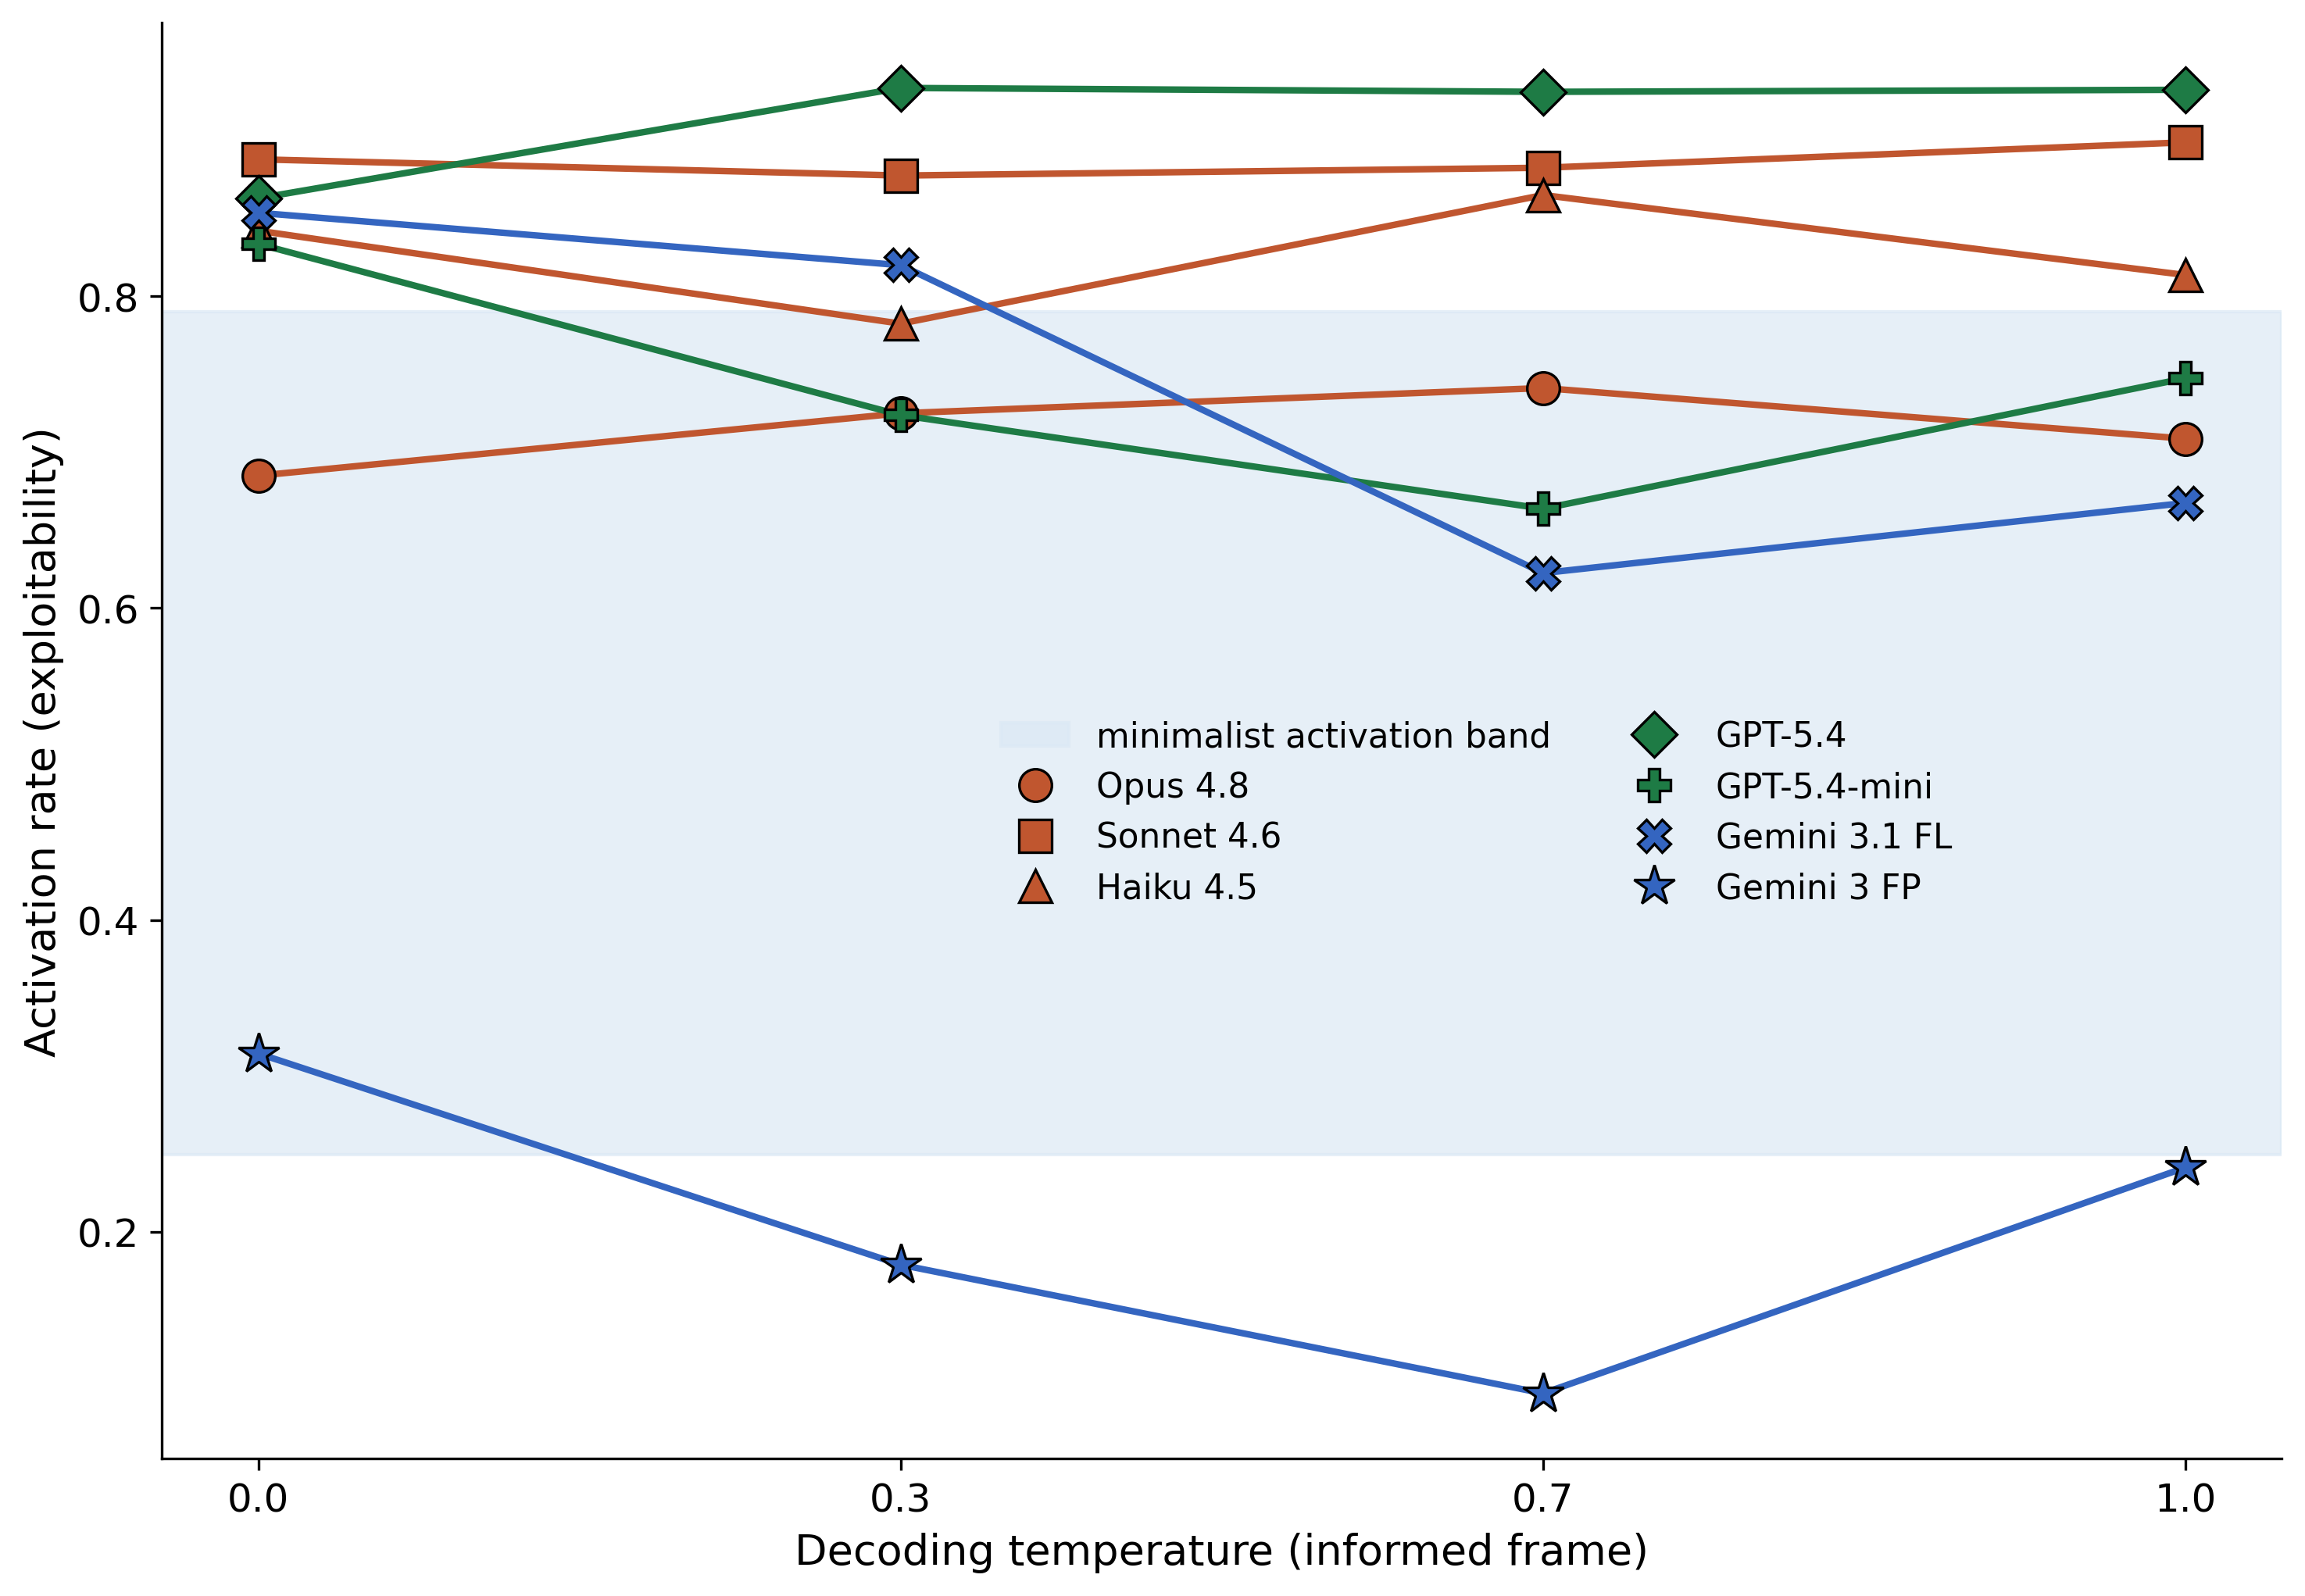 Activation rate (exploitability)
0.8
0.6
0.4
0.2
minimalist activation band
Opus 4.8
Sonnet 4.6
Haiku 4.5
GPT-5.4
GPT-5.4-mini
Gemini 3.1 FL
Gemini 3 FP
0.0 0.3 0.7 1.0
Decoding temperature (informed frame)